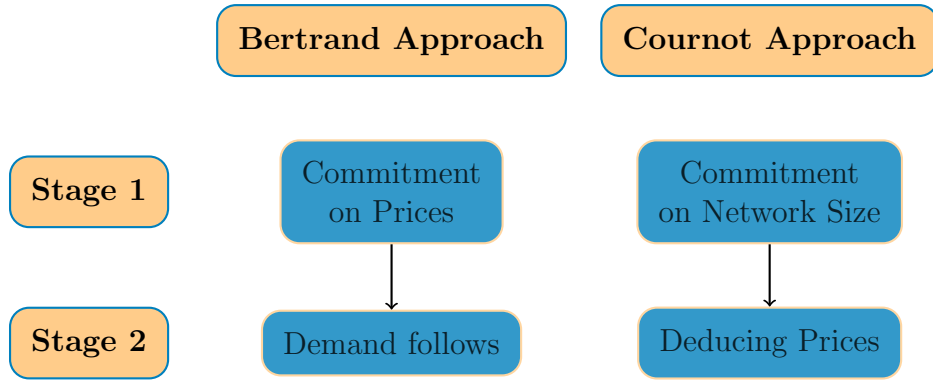 Bertrand Approach
Cournot Approach
Stage 1
Commitment
on Prices
Commitment
on Network Size
Stage 2
Demand follows
Deducing Prices